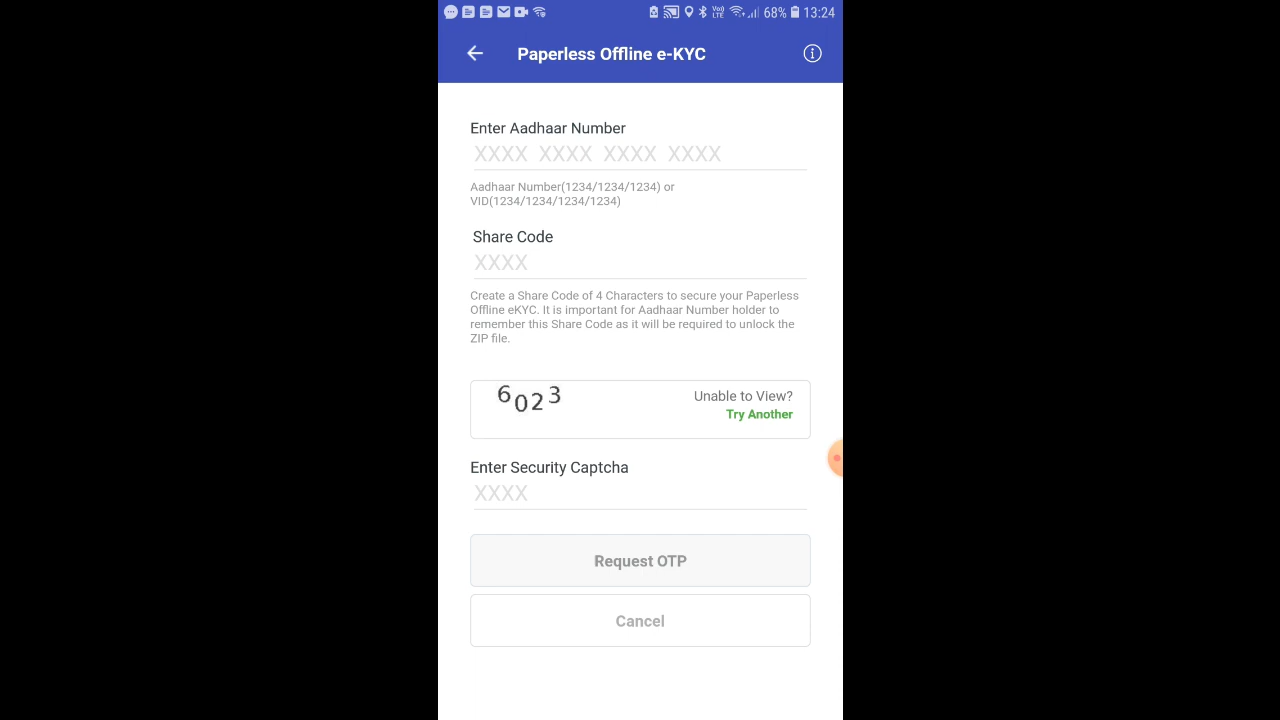 68% 13:24
Paperless Offline e-KYC
Enter Aadhaar Number
XXXX XXXX XXXX XXXX
Aadhaar Number(1234/1234/1234) or
VID(1234/1234/1234/1234)
Share Code
XXXX
Create a Share Code of 4 Characters to secure your Paperless
Offline eKYC. It is important for Aadhaar Number holder to
remember this Share Code as it will be required to unlock the
ZIP file.
6023
Unable to View?
Try Another
Enter Security Captcha
XXXX
Request OTP
Cancel